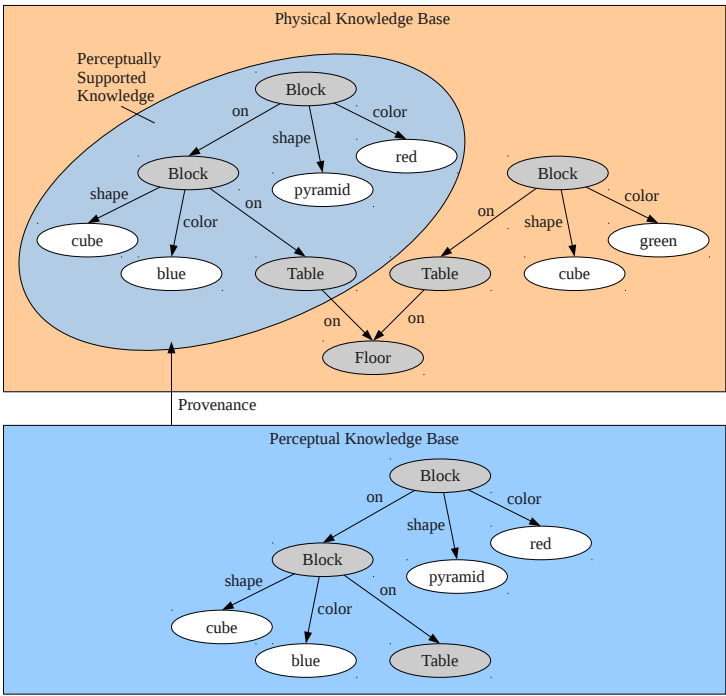 Physical Knowledge Base
Perceptually
Supported
Knowledge
Block
on
shape
color
red
Block
pyramid
shape
color
on
cube
blue
Table
Block
on
shape
color
green
Table
cube
on
on
Floor
Provenance
Perceptual Knowledge Base
Block
on
shape
color
red
Block
pyramid
shape
color
on
cube
blue
Table